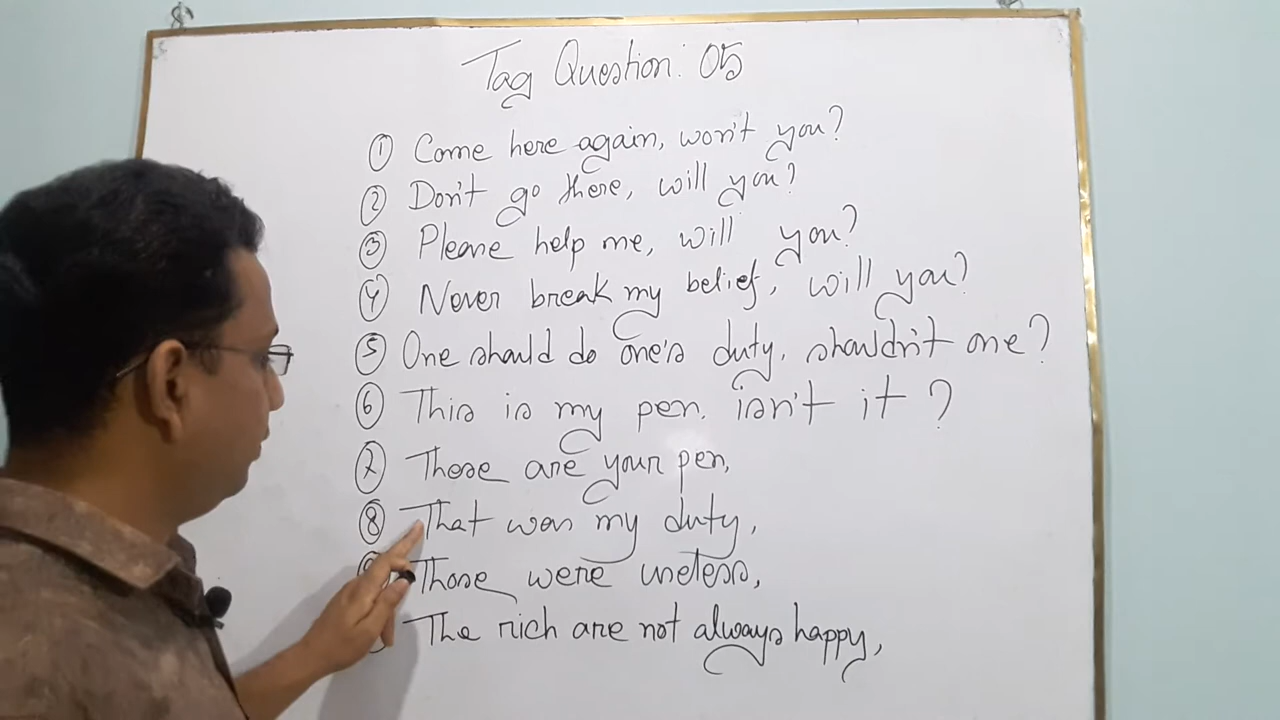 Tag Question: 05
① Come here again, won't you?
② Don't go there, will you?
③ Please help me, will you?
④ Never break my belief, will you?
⑤ One should do one's duty, shouldn't one?
⑥ This is my pen, isn't it?
⑦ These are your pen,
⑧ That was my duty,
Those were useless,
The rich are not always happy,